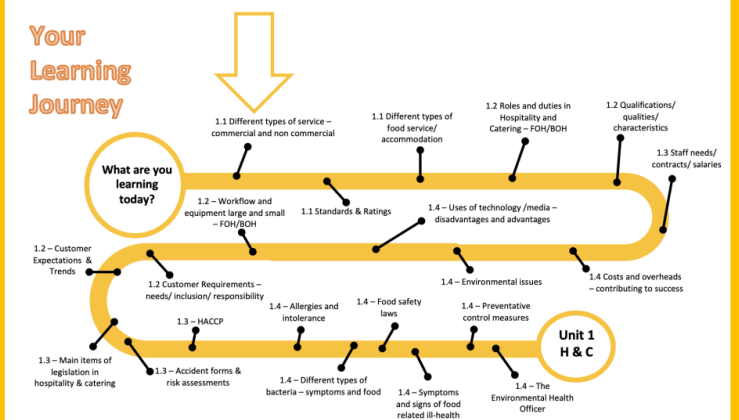 Your
Learning
Journey
What are you
learning
today?
1.1 Different types of service –
commercial and non commercial
1.1 Standards & Ratings
1.1 Different types of
food service/
accommodation
1.2 Roles and duties in
Hospitality and
Catering – FOH/BOH
1.2 Qualifications/
qualities/
characteristics
1.3 Staff needs/
contracts/ salaries
1.4 Costs and overheads
– contributing to success
1.4 – Environmental issues
1.4 – Uses of technology /media –
disadvantages and advantages
1.2 – Workflow and
equipment large and small
– FOH/BOH
1.2 Customer Requirements –
needs/ inclusion/ responsibility
1.2 – Customer
Expectations &
Trends
1.3 – Main items of
legislation in
hospitality & catering
1.3 – Accident forms &
risk assessments
1.3 – HACCP
1.4 – Allergies and
intolerance
1.4 – Different types of
bacteria – symptoms and food
1.4 – Food safety
laws
1.4 – Symptoms
and signs of food
related ill-health
1.4 – Preventative
control measures
1.4 – The
Environmental Health
Officer
Unit 1
H & C